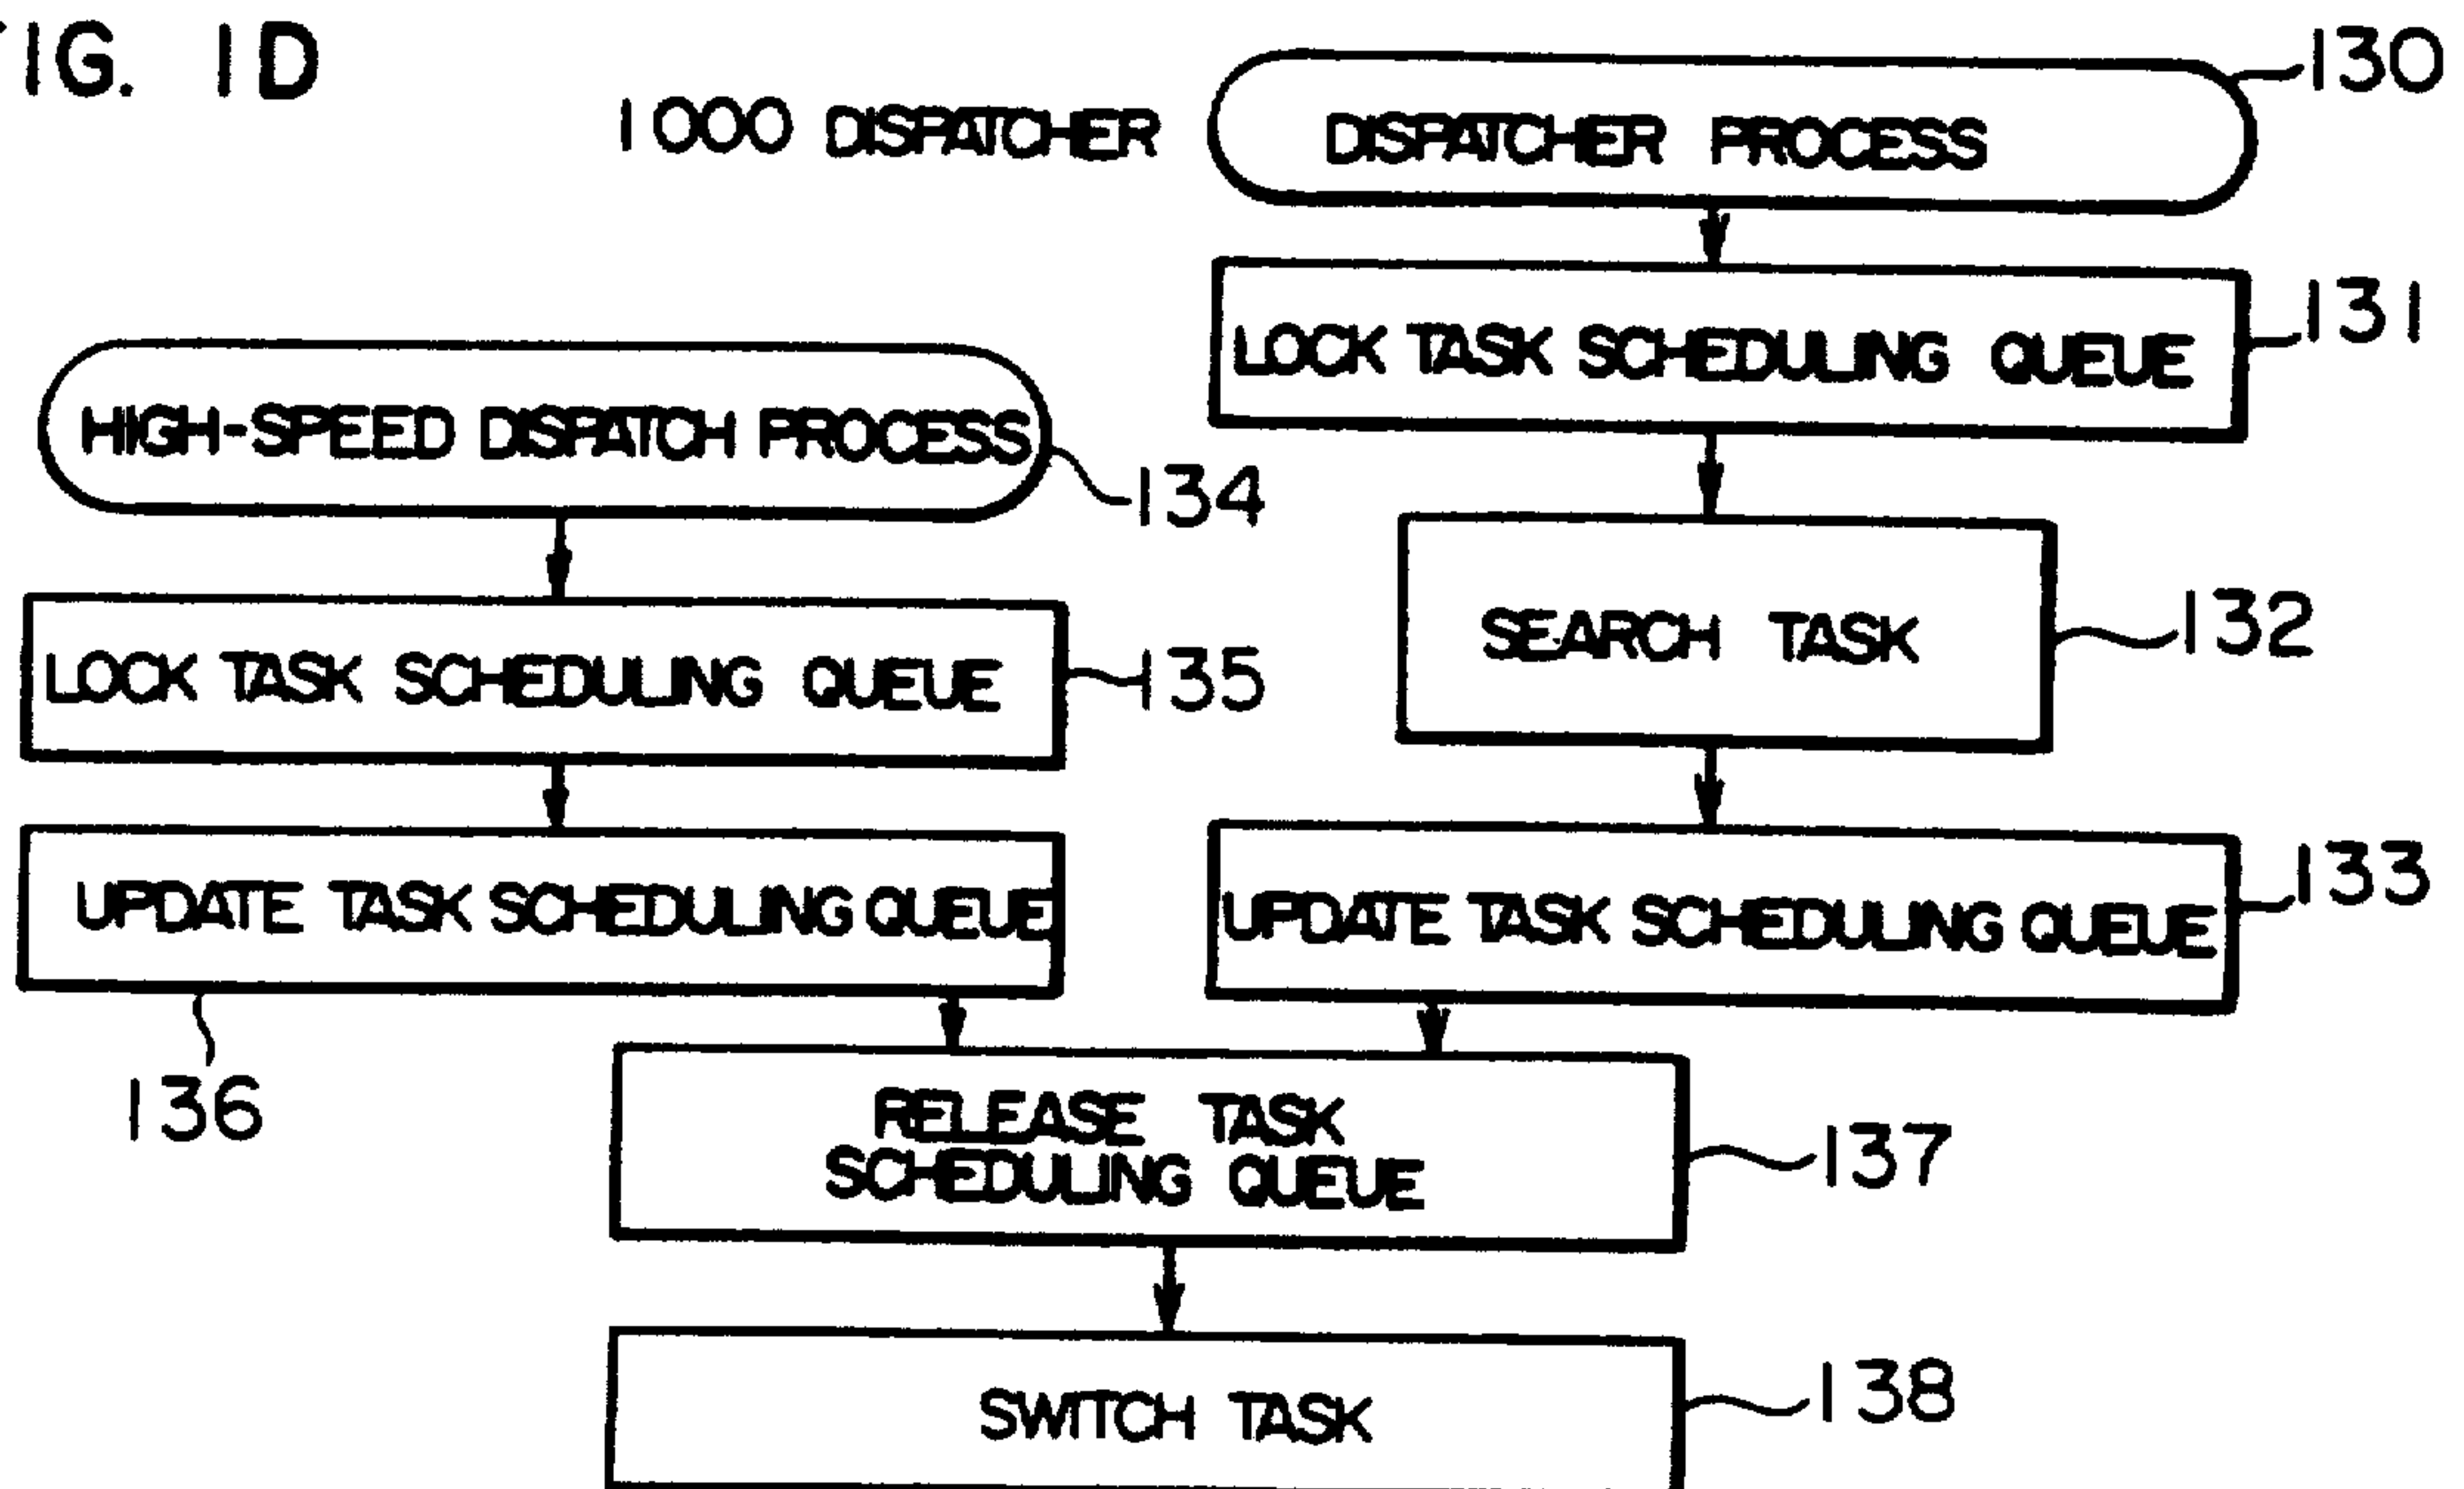 FIG. 1D
130
1000 DISPATCHER
DISPATCHER PROCESS
131
LOCK TASK SCHEDULING QUEUE
HIGH-SPEED DISPATCH PROCESS
134
132
SEARCH TASK
LOCK TASK SCHEDULING QUEUE
135
133
UPDATE TASK SCHEDULING QUEUE
UPDATE TASK SCHEDULING QUEUE
136
RELEASE TASK
SCHEDULING QUEUE
137
SWITCH TASK
138